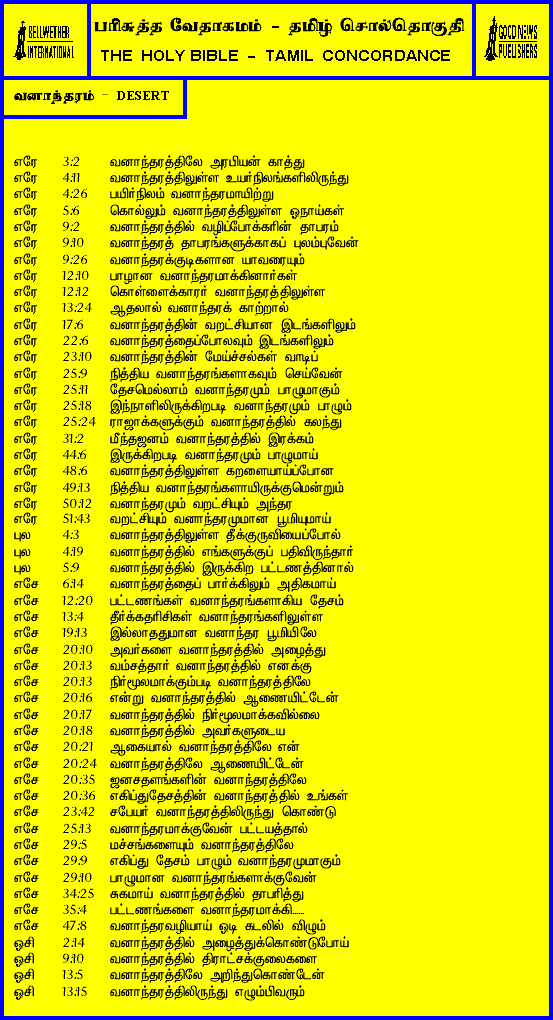 BELLWETHER
INTERNATIONAL
பரிசுத்த வேதாகமம் - தமிழ் சொல்தொகுதி
THE HOLY BIBLE - TAMIL CONCORDANCE
GOOD NEWS
PUBLISHERS
வனாந்தரம் - DESERT
எரே 3:2 வனாந்தரத்திலே அரபியன் காத்து
எரே 4:11 வனாந்தரத்திலுள்ள உயர்நிலங்களிலிருந்து
எரே 4:26 பயிர்நிலம் வனாந்தரமாயிற்று
எரே 5:6 கொல்லும் வனாந்தரத்திலுள்ள ஓநாய்கள்
எரே 9:2 வனாந்தரத்தில் வழிப்போக்கரின் தாபரம்
எரே 9:10 வனாந்தரத் தாபரங்களுக்காகப் புலம்புவேன்
எரே 9:26 வனாந்தரக்குடிகளான யாவரையும்
எரே 12:10 பாழான வனாந்தரமாக்கினார்கள்
எரே 12:12 கொள்ளைக்காரர் வனாந்தரத்திலுள்ள
எரே 13:24 ஆதலால் வனாந்தரக் காற்றால்
எரே 17:6 வனாந்தரத்தின் வறட்சியான இடங்களிலும்
எரே 22:6 வனாந்தரத்தைப்போலவும் இடங்களிலும்
எரே 23:10 வனாந்தரத்தின் மேய்ச்சல்கள் வாடிப்
எரே 25:9 நித்திய வனாந்தரங்களாகவும் செய்வேன்
எரே 25:11 தேசமெல்லாம் வனாந்தரமும் பாழுமாகும்
எரே 25:18 இந்நாளிலிருக்கிறபடி வனாந்தரமும் பாழும்
எரே 25:24 ராஜாக்களுக்கும் வனாந்தரத்தில் கலந்து
எரே 31:2 மீந்தஜனம் வனாந்தரத்தில் இரக்கம்
எரே 44:6 இருக்கிறபடி வனாந்தரமும் பாழுமாய்
எரே 48:6 வனாந்தரத்திலுள்ள கறளையாய்ப்போன
எரே 49:13 நித்திய வனாந்தரங்களாயிருக்குமென்றும்
எரே 50:12 வனாந்தரமும் வறட்சியும் அந்தர
எரே 51:43 வறட்சியும் வனாந்தரமுமான பூமியுமாய்
புல 4:3 வனாந்தரத்திலுள்ள தீக்குருவியைப்போல்
புல 4:19 வனாந்தரத்தில் எங்களுக்குப் பதிவிருந்தார்
புல 5:9 வனாந்தரத்தில் இருக்கிற பட்டணத்தினால்
எசே 6:14 வனாந்தரத்தைப் பார்க்கிலும் அதிகமாய்
எசே 12:20 பட்டணங்கள் வனாந்தரங்களாகிய தேசம்
எசே 13:4 தீர்க்கதரிசிகள் வனாந்தரங்களிலுள்ள
எசே 19:13 இல்லாததுமான வனாந்தர பூமியிலே
எசே 20:10 அவர்களை வனாந்தரத்தில் அழைத்து
எசே 20:13 வம்சத்தார் வனாந்தரத்தில் எனக்கு
எசே 20:13 நிர்மூலமாக்கும்படி வனாந்தரத்திலே
எசே 20:16 என்று வனாந்தரத்தில் ஆணையிட்டேன்
எசே 20:17 வனாந்தரத்தில் நிர்மூலமாக்கவில்லை
எசே 20:18 வனாந்தரத்தில் அவர்களுடைய
எசே 20:21 ஆகையால் வனாந்தரத்திலே என்
எசே 20:24 வனாந்தரத்திலே ஆணையிட்டேன்
எசே 20:35 ஜனசதளங்களின் வனாந்தரத்திலே
எசே 20:36 எகிப்துதேசத்தின் வனாந்தரத்தில் உங்கள்
எசே 23:42 சபேயர் வனாந்தரத்திலிருந்து கொண்டு
எசே 25:13 வனாந்தரமாக்குவேன் பட்டயத்தால்
எசே 29:5 மச்சங்களையும் வனாந்தரத்திலே
எசே 29:9 எகிப்து தேசம் பாழும் வனாந்தரமுமாகும்
எசே 29:10 பாழுமான வனாந்தரங்களாக்குவேன்
எசே 34:25 சுகமாய் வனாந்தரத்தில் தாபரித்து
எசே 35:4 பட்டணங்களை வனாந்தரமாக்கி.....
எசே 47:8 வனாந்தரவழியாய் ஓடி கடலில் விழும்
ஓசி 2:14 வனாந்தரத்தில் அழைத்துக்கொண்டுபோய்
ஓசி 9:10 வனாந்தரத்தில் திராட்சக்குலைகளை
ஓசி 13:5 வனாந்தரத்திலே அறிந்துகொண்டேன்
ஓசி 13:15 வனாந்தரத்திலிருந்து எழும்பிவரும்